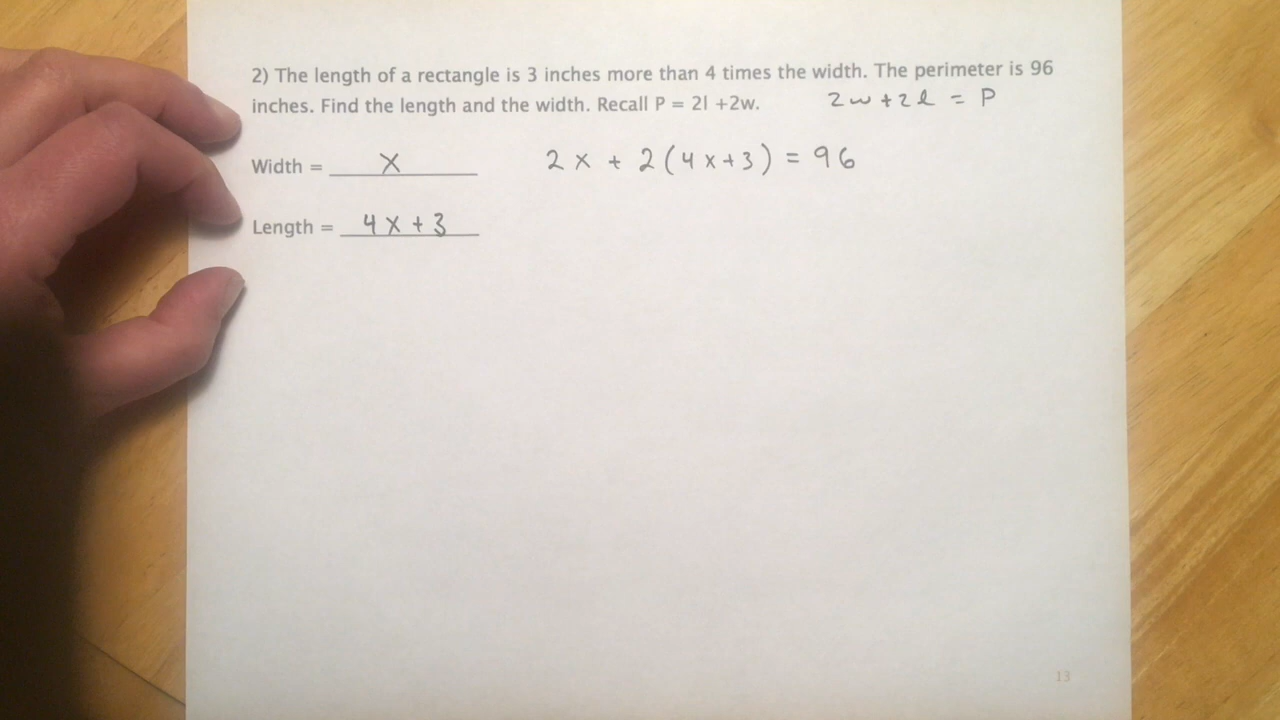 2) The length of a rectangle is 3 inches more than 4 times the width. The perimeter is 96
inches. Find the length and the width. Recall P = 2l +2w. 2w + 2l = P
Width = x 2x + 2(4x+3) = 96
Length = 4x + 3
13